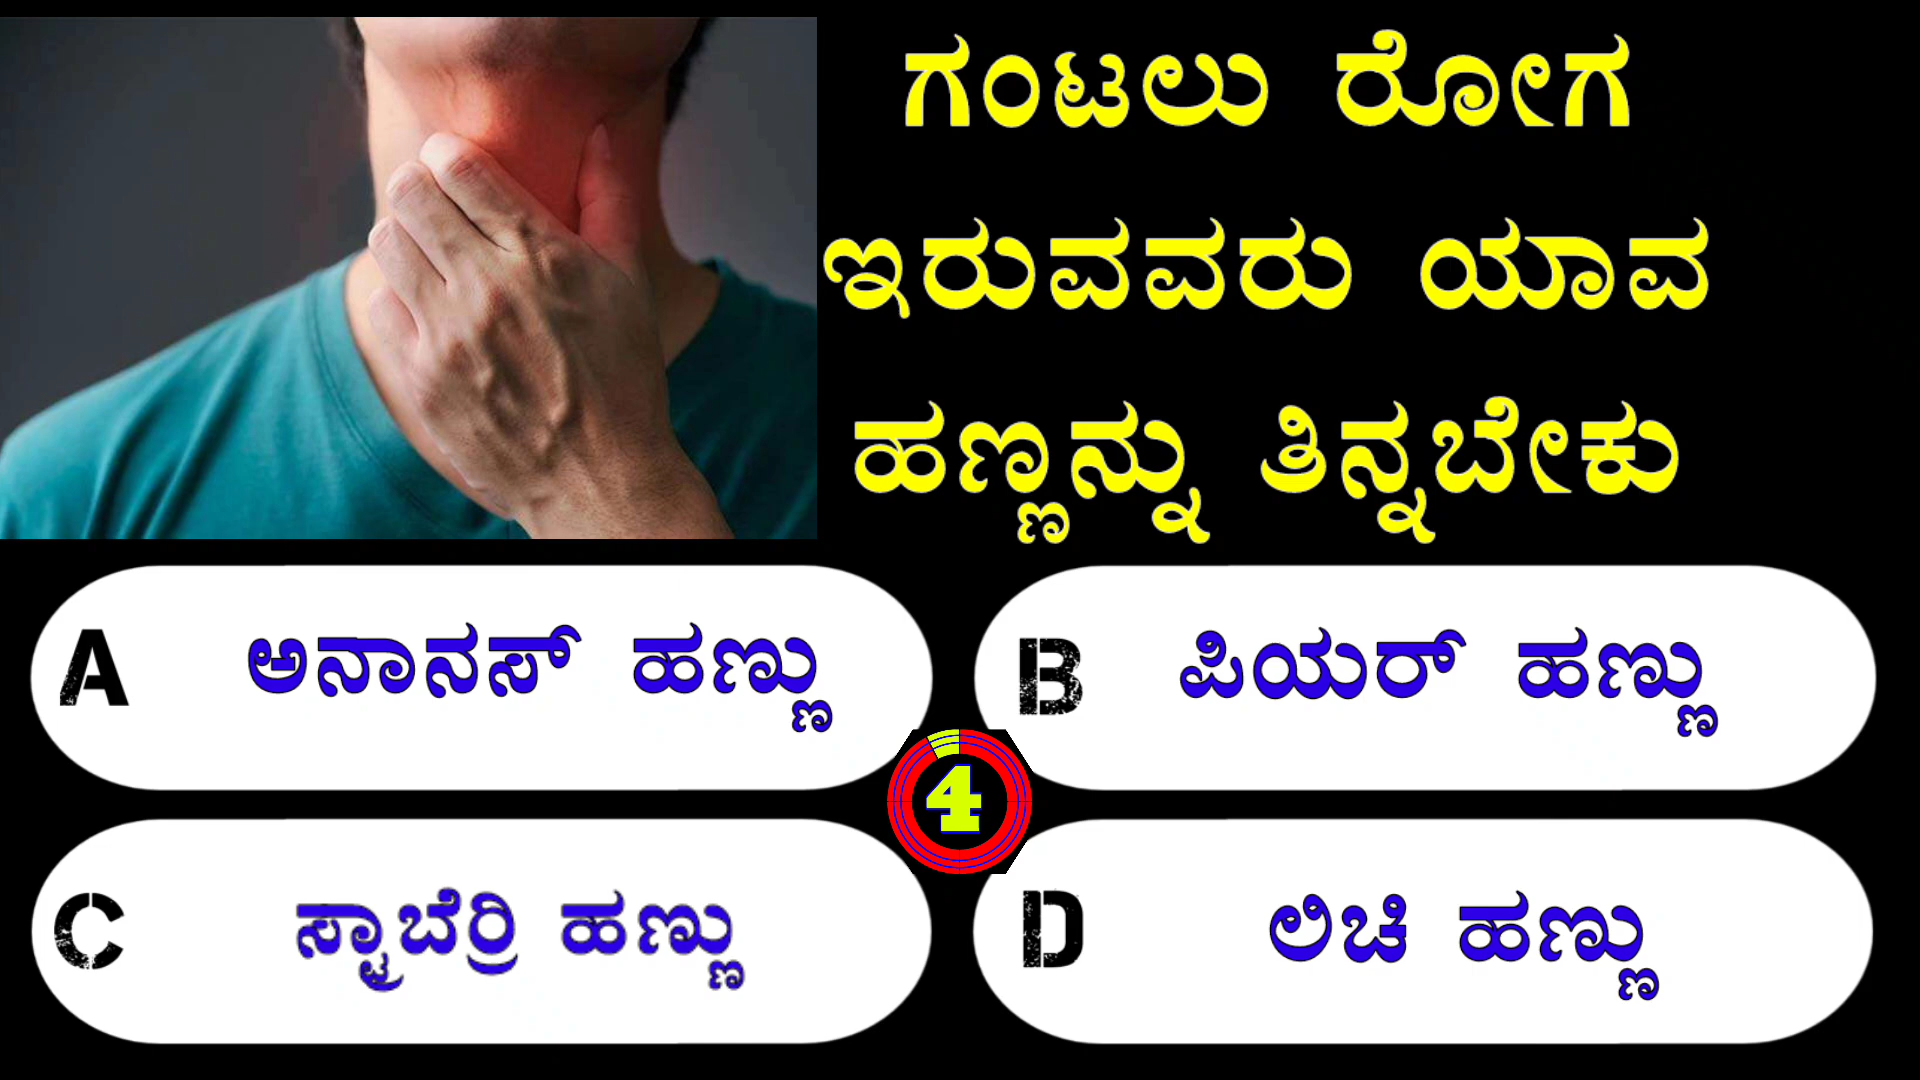 ಗಂಟಲು ರೋಗ
ಇರುವವರು ಯಾವ
ಹಣ್ಣನ್ನು ತಿನ್ನಬೇಕು
A ಅನಾನಸ್ ಹಣ್ಣು
B ಪಿಯರ್ ಹಣ್ಣು
4
C ಸ್ಟ್ರಾಬೆರ್ರಿ ಹಣ್ಣು
D ಲಿಚಿ ಹಣ್ಣು